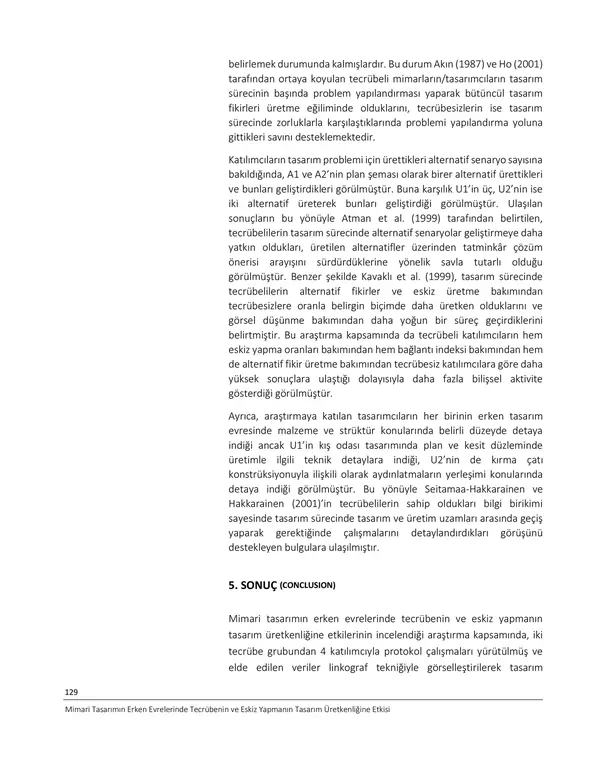 belirlemek durumunda kalmışlardır. Bu durum Akın (1987) ve Ho (2001)
tarafından ortaya koyulan tecrübeli mimarların/tasarımcıların tasarım
sürecinin başında problem yapılandırması yaparak bütüncül tasarım
fikirleri üretme eğiliminde olduklarını, tecrübesizlerin ise tasarım
sürecinde zorluklarla karşılaştıklarında problemi yapılandırma yoluna
gittikleri savını desteklemektedir.
Katılımcıların tasarım problemi için ürettikleri alternatif senaryo sayısına
bakıldığında, A1 ve A2’nin plan şeması olarak birer alternatif ürettikleri
ve bunları geliştirdikleri görülmüştür. Buna karşılık U1’in üç, U2’nin ise
iki alternatif üreterek bunları geliştirdiği görülmüştür. Ulaşılan
sonuçların bu yönüyle Atman et al. (1999) tarafından belirtilen,
tecrübelilerin tasarım sürecinde alternatif senaryolar geliştirmeye daha
yatkın oldukları, üretilen alternatifler üzerinden tatminkâr çözüm
önerisi arayışını sürdürdüklerine yönelik savla tutarlı olduğu
görülmüştür. Benzer şekilde Kavaklı et al. (1999), tasarım sürecinde
tecrübelilerin alternatif fikirler ve eskiz üretme bakımından
tecrübesizlere oranla belirgin biçimde daha üretken olduklarını ve
görsel düşünme bakımından daha yoğun bir süreç geçirdiklerini
belirtmiştir. Bu araştırma kapsamında da tecrübeli katılımcıların hem
eskiz yapma oranları bakımından hem bağlantı indeksi bakımından hem
de alternatif fikir üretme bakımından tecrübesiz katılımcılara göre daha
yüksek sonuçlara ulaştığı dolayısıyla daha fazla bilişsel aktivite
gösterdiği görülmüştür.
Ayrıca, araştırmaya katılan tasarımcıların her birinin erken tasarım
evresinde malzeme ve strüktür konularında belirli düzeyde detaya
indiği ancak U1’in kış odası tasarımında plan ve kesit düzleminde
üretimle ilgili teknik detaylara indiği, U2’nin de kırma çatı
konstrüksiyonuyla ilişkili olarak aydınlatmaların yerleşimi konularında
detaya indiği görülmüştür. Bu yönüyle Seitamaa-Hakkarainen ve
Hakkarainen (2001)’in tecrübelilerin sahip oldukları bilgi birikimi
sayesinde tasarım sürecinde tasarım ve üretim uzamları arasında geçiş
yaparak gerektiğinde çalışmalarını detaylandırdıkları görüşünü
destekleyen bulgulara ulaşılmıştır.
5. SONUÇ (CONCLUSION)
Mimari tasarımın erken evrelerinde tecrübenin ve eskiz yapmanın
tasarım üretkenliğine etkilerinin incelendiği araştırma kapsamında, iki
tecrübe grubundan 4 katılımcıyla protokol çalışmaları yürütülmüş ve
elde edilen veriler linkograf tekniğiyle görselleştirilerek tasarım
129
Mimari Tasarımın Erken Evrelerinde Tecrübenin ve Eskiz Yapmanın Tasarım Üretkenliğine Etkisi